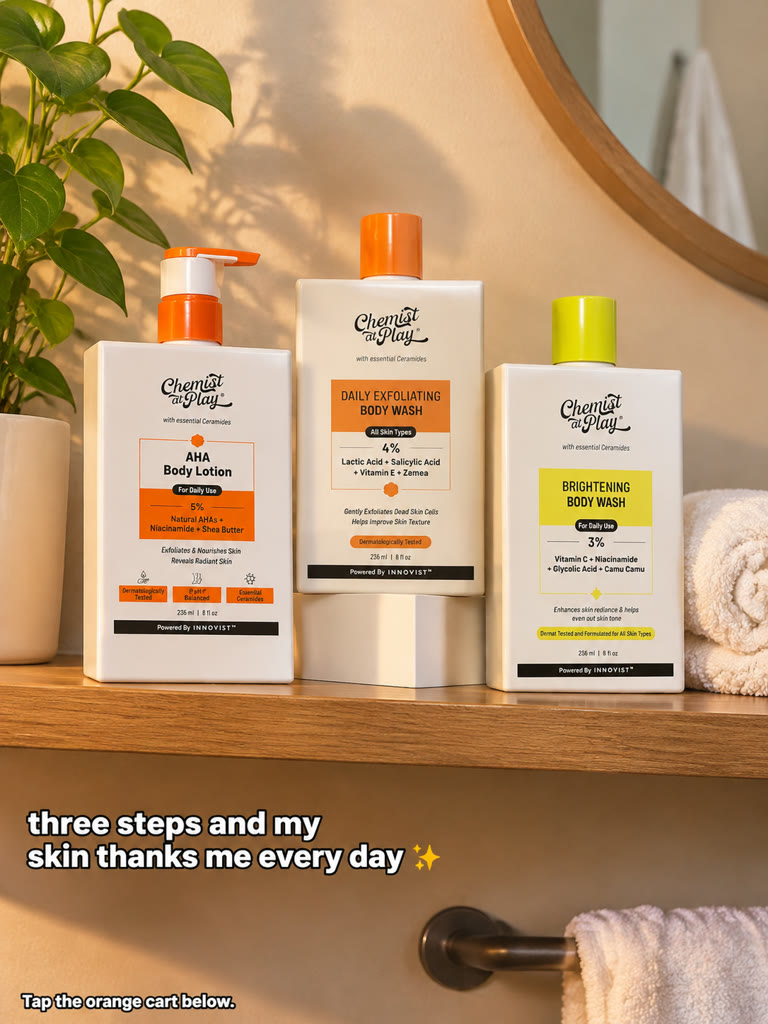 Chemist
at Play®
with essential Ceramides
AHA
Body Lotion
For Daily Use
5%
Natural AHAs +
Niacinamide + Shea Butter
Exfoliates & Nourishes Skin
Reveals Radiant Skin
Dermatologically
Tested
pH
Balanced
Essential
Ceramides
236 ml | 8 fl oz
Powered By INNOVIST™
Chemist
at Play®
with essential Ceramides
DAILY EXFOLIATING
BODY WASH
All Skin Types
4%
Lactic Acid + Salicylic Acid
+ Vitamin E + Zemea
Gently Exfoliates Dead Skin Cells
Helps Improve Skin Texture
Dermatologically Tested
236 ml | 8 fl oz
Powered By INNOVIST™
Chemist
at Play®
with essential Ceramides
BRIGHTENING
BODY WASH
For Daily Use
3%
Vitamin C + Niacinamide
+ Glycolic Acid + Camu Camu
Enhances skin radiance & helps
even out skin tone
Dermat Tested and Formulated for All Skin Types
236 ml | 8 fl oz
Powered By INNOVIST™
three steps and my
skin thanks me every day ✨
Tap the orange cart below.